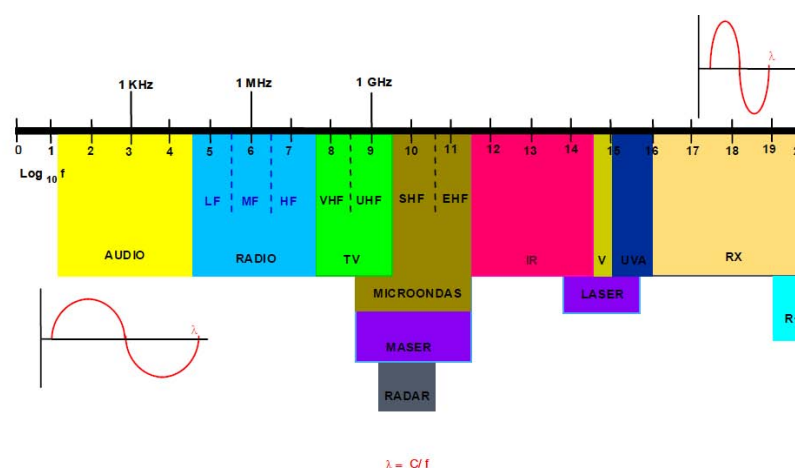 λ
1 KHz 1 MHz 1 GHz
0 1 2 3 4 5 6 7 8 9 10 11 12 13 14 15 16 17 18 19
Log 10 f
LF MF HF VHF UHF SHF EHF
AUDIO RADIO TV IR V UVA RX
MICROONDAS LASER
λ
MASER
RADAR
λ = C/ f